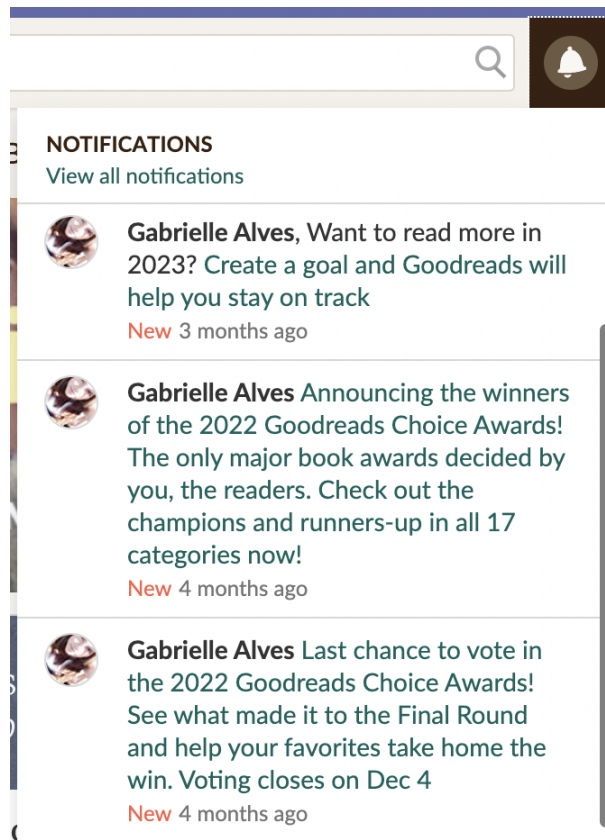 NOTIFICATIONS
View all notifications
Gabrielle Alves, Want to read more in
2023? Create a goal and Goodreads will
help you stay on track
New 3 months ago
Gabrielle Alves Announcing the winners
of the 2022 Goodreads Choice Awards!
The only major book awards decided by
you, the readers. Check out the
champions and runners-up in all 17
categories now!
New 4 months ago
Gabrielle Alves Last chance to vote in
the 2022 Goodreads Choice Awards!
See what made it to the Final Round
and help your favorites take home the
win. Voting closes on Dec 4
New 4 months ago